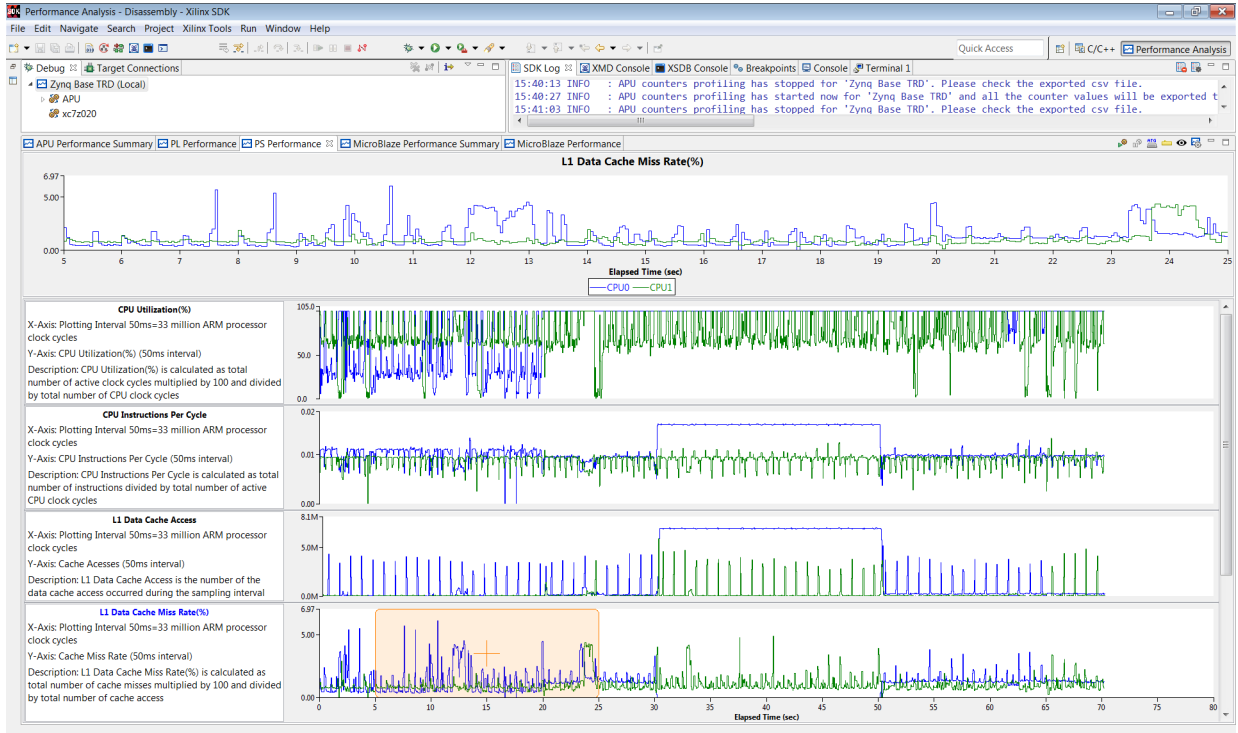 SDK Performance Analysis - Disassembly - Xilinx SDK
File Edit Navigate Search Project Xilinx Tools Run Window Help
Quick Access C/C++ Performance Analysis
Debug Target Connections
Zynq Base TRD (Local)
APU
xc7z020
SDK Log XMD Console XSDB Console Breakpoints Console Terminal 1
15:40:13 INFO : APU counters profiling has stopped for 'Zynq Base TRD'. Please check the exported csv file.
15:40:27 INFO : APU counters profiling has started now for 'Zynq Base TRD' and all the counter values will be exported t
15:41:03 INFO : APU counters profiling has stopped for 'Zynq Base TRD'. Please check the exported csv file.
APU Performance Summary PL Performance PS Performance MicroBlaze Performance Summary MicroBlaze Performance
L1 Data Cache Miss Rate(%)
6.97
5.00
0.00
5 6 7 8 9 10 11 12 13 14 15 16 17 18 19 20 21 22 23 24 25
Elapsed Time (sec)
CPU0 CPU1
CPU Utilization(%)
X-Axis: Plotting Interval 50ms=33 million ARM processor
clock cycles
Y-Axis: CPU Utilization(%) (50ms interval)
Description: CPU Utilization(%) is calculated as total
number of active clock cycles multiplied by 100 and divided
by total number of CPU clock cycles
105.0
50.0
0.0
CPU Instructions Per Cycle
X-Axis: Plotting Interval 50ms=33 million ARM processor
clock cycles
Y-Axis: CPU Instructions Per Cycle (50ms interval)
Description: CPU Instructions Per Cycle is calculated as total
number of instructions divided by total number of active
CPU clock cycles
0.02
0.01
0.00
L1 Data Cache Access
X-Axis: Plotting Interval 50ms=33 million ARM processor
clock cycles
Y-Axis: Cache Acesses (50ms interval)
Description: L1 Data Cache Access is the number of the
data cache access occurred during the sampling interval
8.1M
5.0M
0.0M
L1 Data Cache Miss Rate(%)
X-Axis: Plotting Interval 50ms=33 million ARM processor
clock cycles
Y-Axis: Cache Miss Rate (50ms interval)
Description: L1 Data Cache Miss Rate(%) is calculated as
total number of cache misses multiplied by 100 and divided
by total number of cache access
6.97
5.00
0.00
0 5 10 15 20 25 30 35 40 45 50 55 60 65 70 75 80
Elapsed Time (sec)